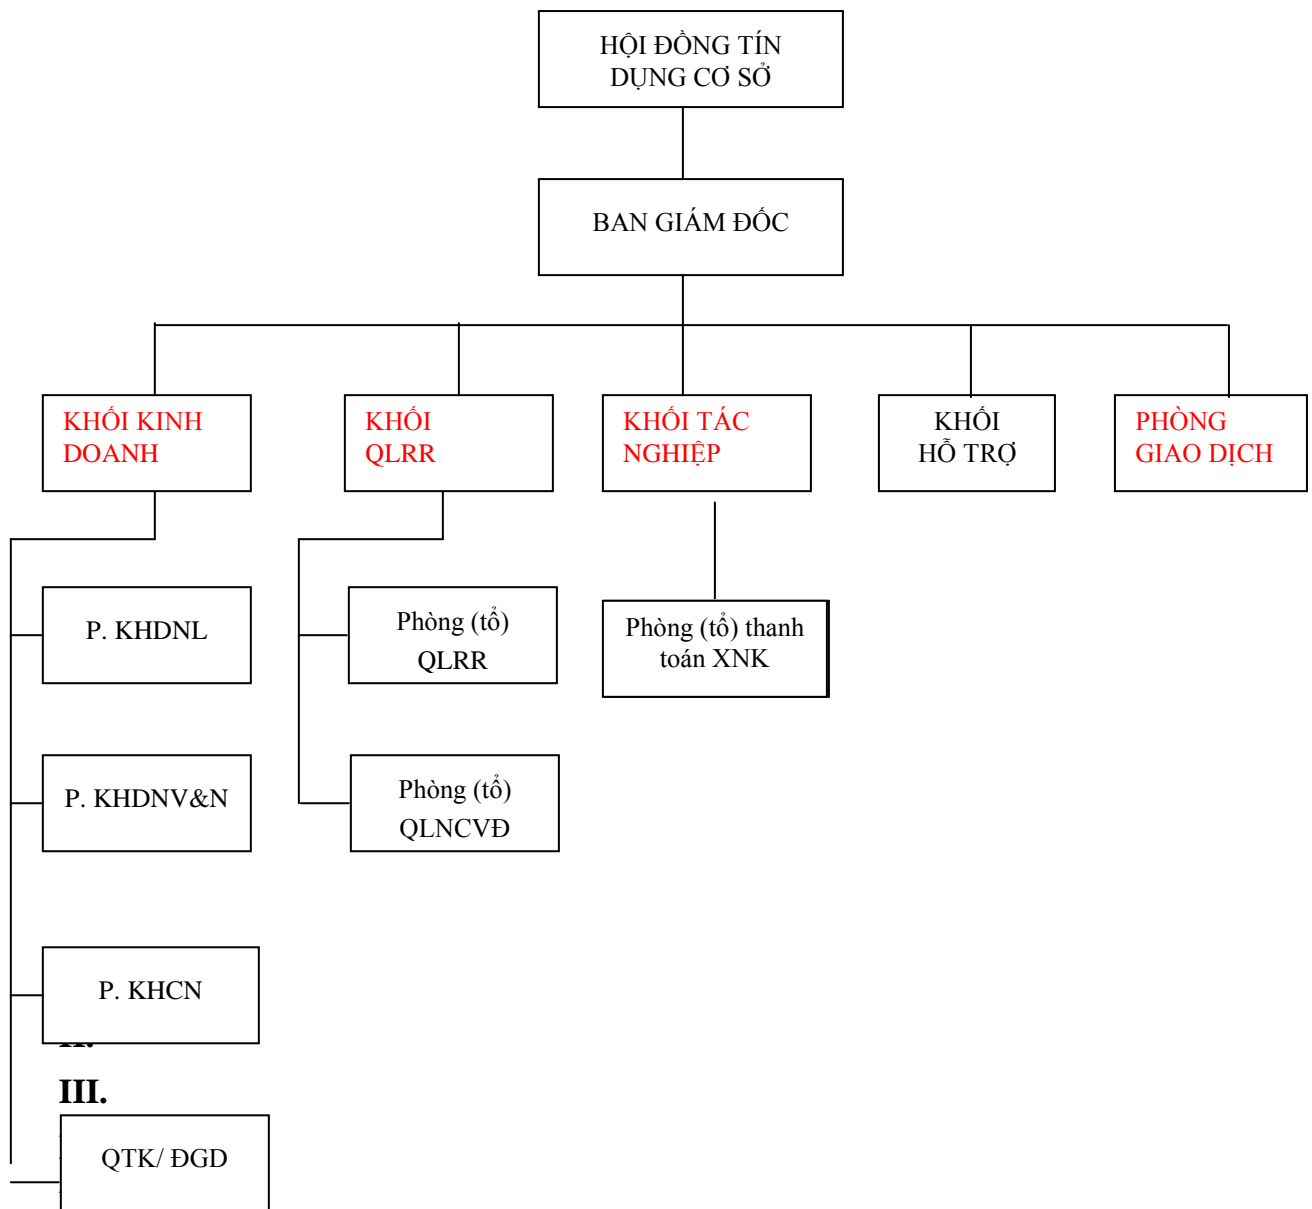 HỘI ĐỒNG TÍN
DỤNG CƠ SỞ
BAN GIÁM ĐỐC
KHỐI KINH
DOANH
KHỐI
QLRR
KHỐI TÁC
NGHIỆP
KHỐI
HỖ TRỢ
PHÒNG
GIAO DỊCH
P. KHDNL
Phòng (tổ)
QLRR
Phòng (tổ) thanh
toán XNK
P. KHDNV&N
Phòng (tổ)
QLNCVĐ
P. KHCN
III.
QTK/ ĐGD